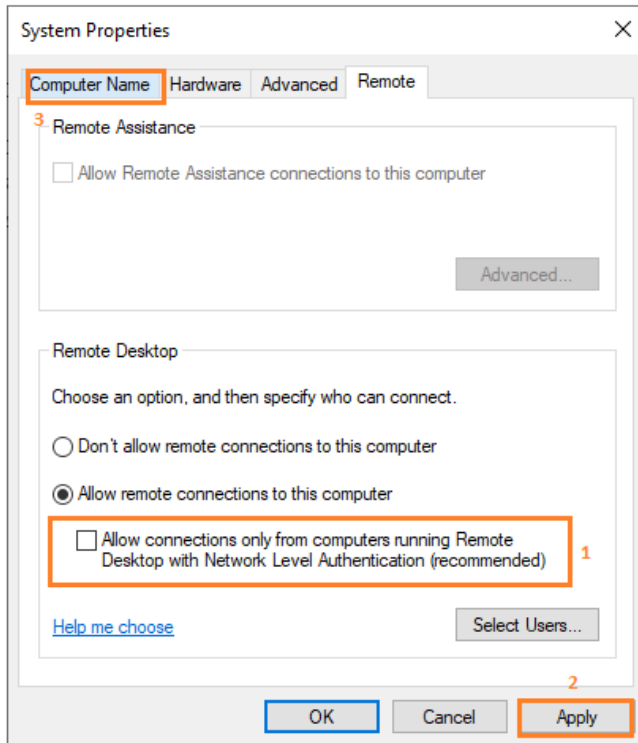 System Properties
Computer Name Hardware Advanced Remote
3
Remote Assistance
Allow Remote Assistance connections to this computer
Advanced...
Remote Desktop
Choose an option, and then specify who can connect.
Don't allow remote connections to this computer
Allow remote connections to this computer
Allow connections only from computers running Remote
Desktop with Network Level Authentication (recommended)
1
Help me choose
Select Users...
2
OK Cancel Apply